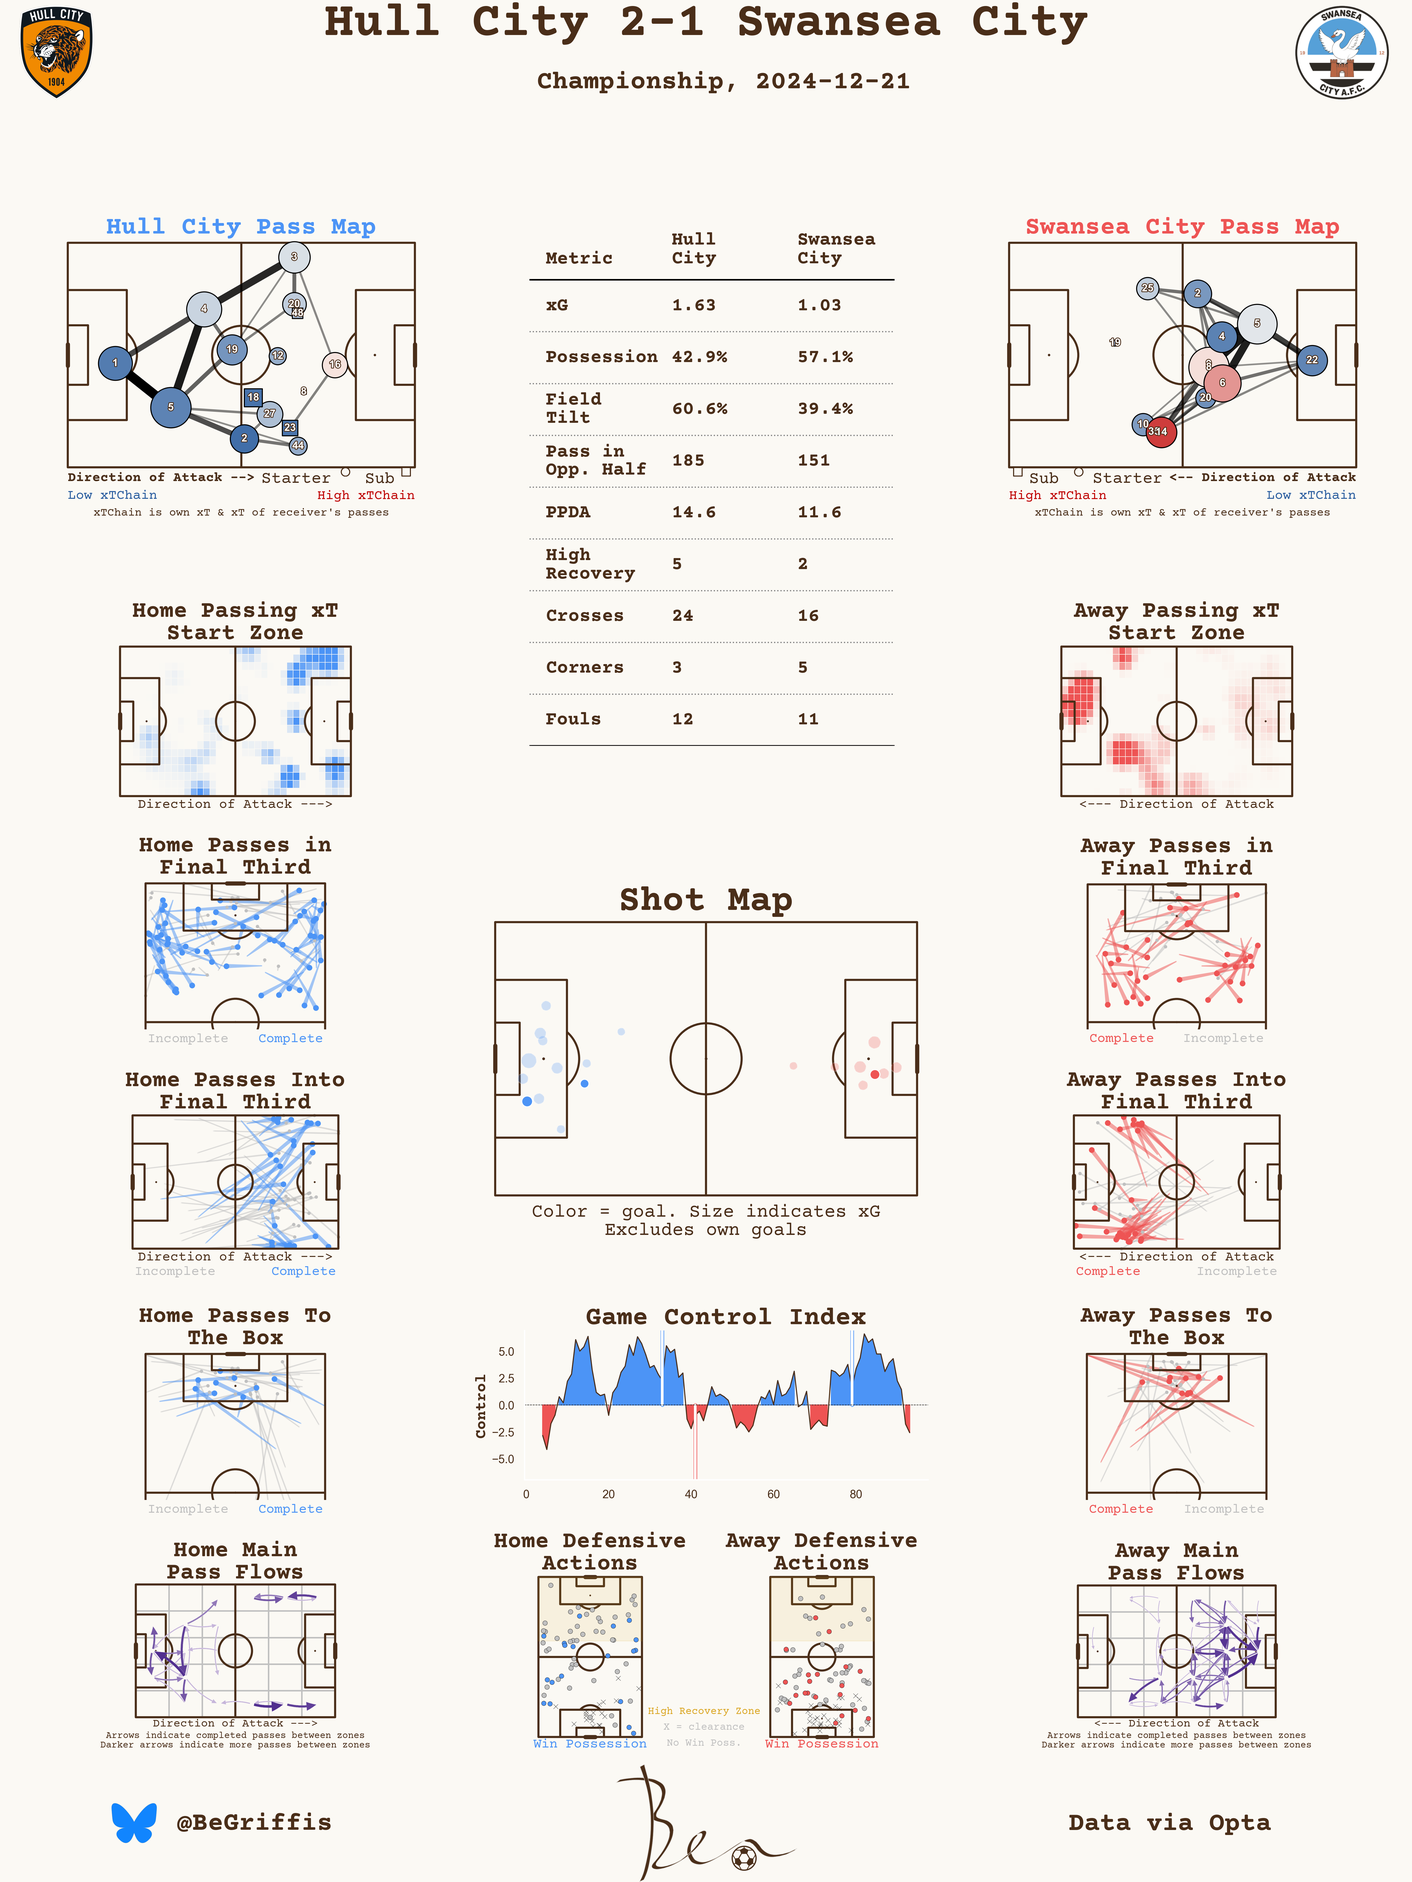 Hull City 2-1 Swansea City
Championship, 2024-12-21
HULL CITY
1904
SWANSEA
CITY A.F.C.
Hull City Pass Map
1
4
5
3
20
48
19
12
16
8
18
27
23
2
44
Direction of Attack --> Starter Sub
Low xTChain High xTChain
xTChain is own xT & xT of receiver's passes
Metric Hull City Swansea City
xG 1.63 1.03
Possession 42.9% 57.1%
Field Tilt 60.6% 39.4%
Pass in Opp. Half 185 151
PPDA 14.6 11.6
High Recovery 5 2
Crosses 24 16
Corners 3 5
Fouls 12 11
Swansea City Pass Map
25
2
5
4
19
22
8
6
20
10
14
Sub Starter <-- Direction of Attack
High xTChain Low xTChain
xTChain is own xT & xT of receiver's passes
Home Passing xT
Start Zone
Direction of Attack --->
Away Passing xT
Start Zone
<--- Direction of Attack
Home Passes in
Final Third
Incomplete Complete
Away Passes in
Final Third
Complete Incomplete
Shot Map
Color = goal. Size indicates xG
Excludes own goals
Home Passes Into
Final Third
Direction of Attack --->
Incomplete Complete
Away Passes Into
Final Third
<--- Direction of Attack
Complete Incomplete
Home Passes To
The Box
Incomplete Complete
Game Control Index
Control
5.0
2.5
0.0
−2.5
−5.0
0 20 40 60 80
Away Passes To
The Box
Complete Incomplete
Home Main
Pass Flows
Direction of Attack --->
Arrows indicate completed passes between zones
Darker arrows indicate more passes between zones
Home Defensive
Actions
Win Possession
Away Defensive
Actions
Win Possession
High Recovery Zone
X = clearance
No Win Poss.
Away Main
Pass Flows
<--- Direction of Attack
Arrows indicate completed passes between zones
Darker arrows indicate more passes between zones
@BeGriffis
Ben
Data via Opta